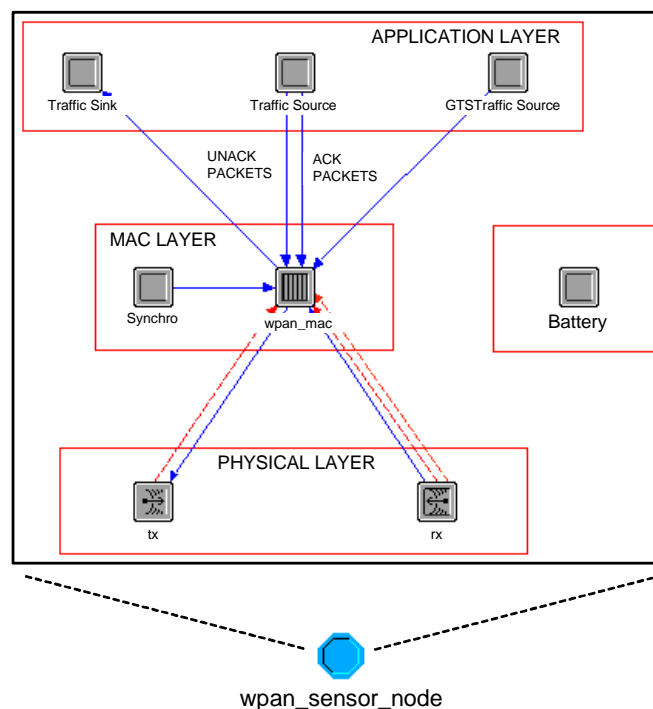 APPLICATION LAYER
Traffic Sink
Traffic Source
GTSTraffic Source
UNACK
PACKETS
ACK
PACKETS
MAC LAYER
Synchro
wpan_mac
Battery
PHYSICAL LAYER
tx
rx
wpan_sensor_node